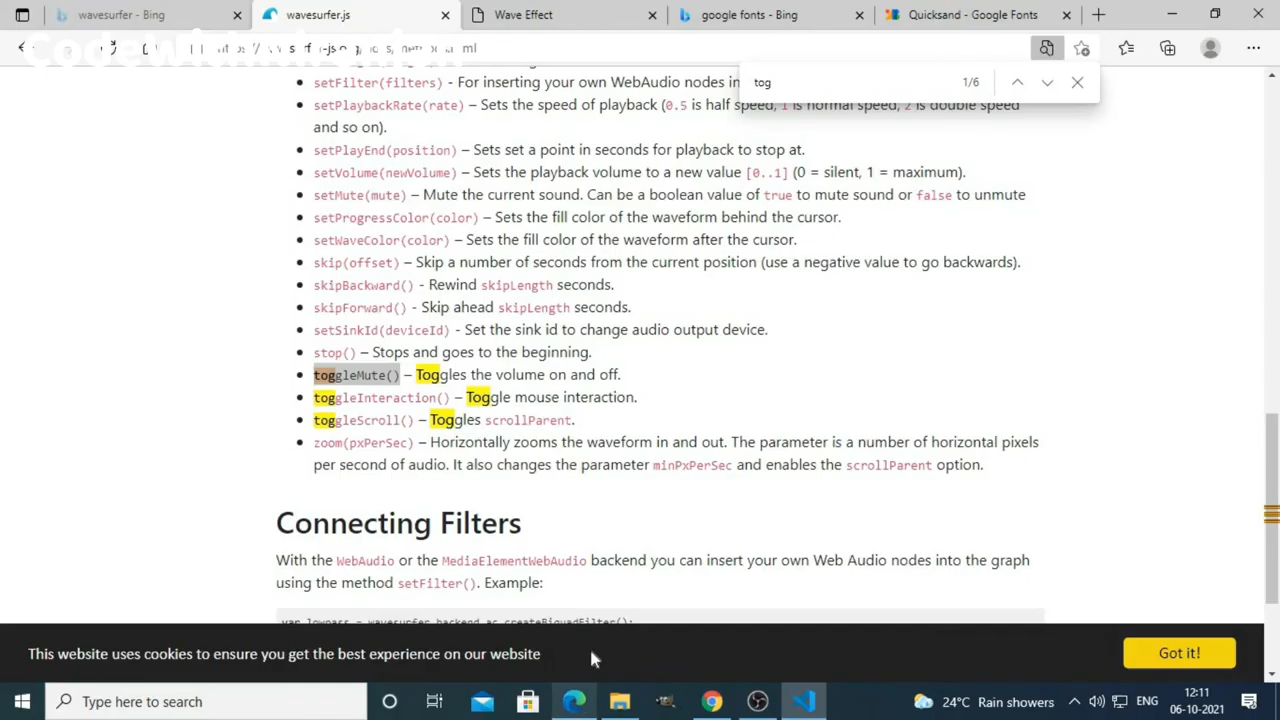 wavesurfer - Bing
wavesurfer.js
Wave Effect
google fonts - Bing
Quicksand - Google Fonts
tog
1/6
setFilter(filters) - For inserting your own WebAudio nodes in
setPlaybackRate(rate) – Sets the speed of playback (0.5 is half speed, 1 is normal speed, 2 is double speed
and so on).
setPlayEnd(position) – Sets set a point in seconds for playback to stop at.
setVolume(newVolume) – Sets the playback volume to a new value [0..1] (0 = silent, 1 = maximum).
setMute(mute) – Mute the current sound. Can be a boolean value of true to mute sound or false to unmute
setProgressColor(color) – Sets the fill color of the waveform behind the cursor.
setWaveColor(color) – Sets the fill color of the waveform after the cursor.
skip(offset) – Skip a number of seconds from the current position (use a negative value to go backwards).
skipBackward() - Rewind skipLength seconds.
skipForward() - Skip ahead skipLength seconds.
setSinkId(deviceId) - Set the sink id to change audio output device.
stop() – Stops and goes to the beginning.
toggleMute() – Toggles the volume on and off.
toggleInteraction() – Toggle mouse interaction.
toggleScroll() – Toggles scrollParent.
zoom(pxPerSec) – Horizontally zooms the waveform in and out. The parameter is a number of horizontal pixels
per second of audio. It also changes the parameter minPxPerSec and enables the scrollParent option.
Connecting Filters
With the WebAudio or the MediaElementWebAudio backend you can insert your own Web Audio nodes into the graph
using the method setFilter(). Example:
var lowpass = wavesurfer.backend.ac.createBiquadFilter();
This website uses cookies to ensure you get the best experience on our website
Got it!
Type here to search
24°C Rain showers
ENG
12:11
06-10-2021